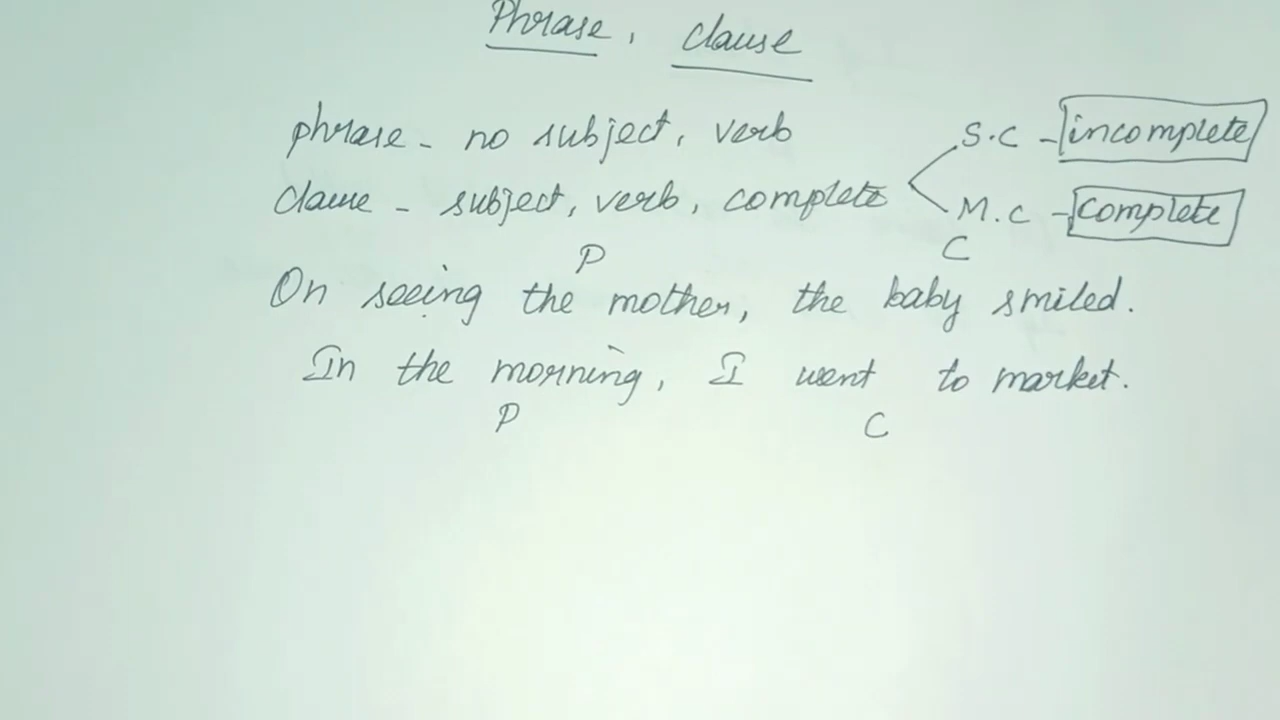 Phrase, Clause
phrase - no subject, verb
S.C - incomplete
Clause - subject, verb, complete
M.C - complete
P C
On seeing the mother, the baby smiled.
In the morning, I went to market.
P C